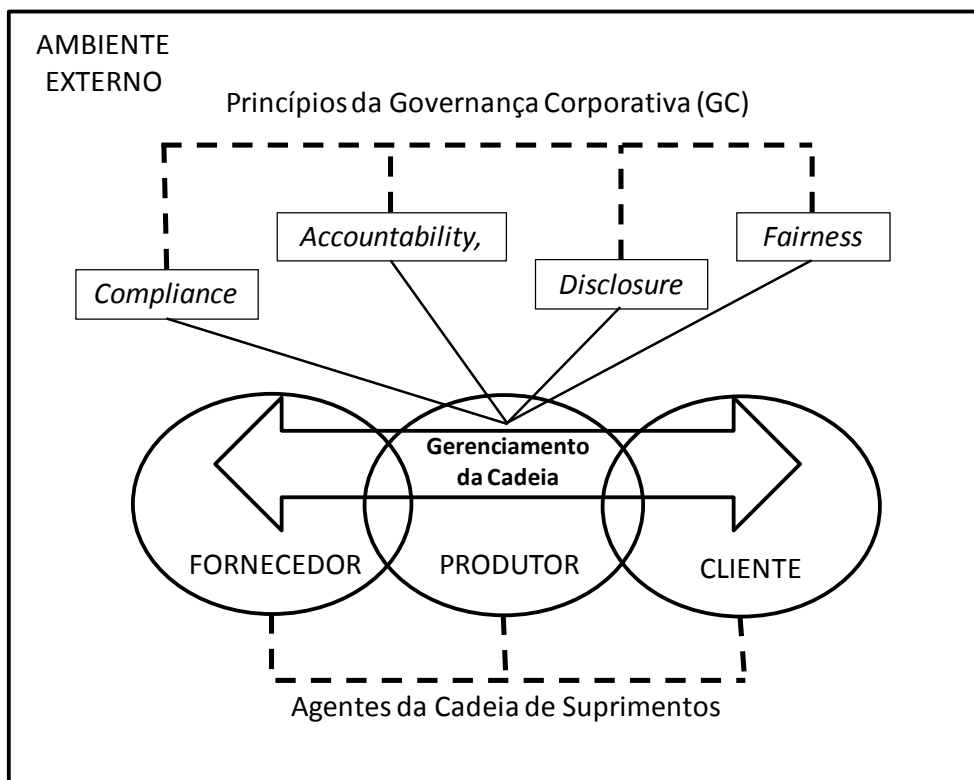 AMBIENTE
EXTERNO
Princípios da Governança Corporativa (GC)
Accountability,
Fairness
Compliance
Disclosure
Gerenciamento
da Cadeia
FORNECEDOR
PRODUTOR
CLIENTE
Agentes da Cadeia de Suprimentos